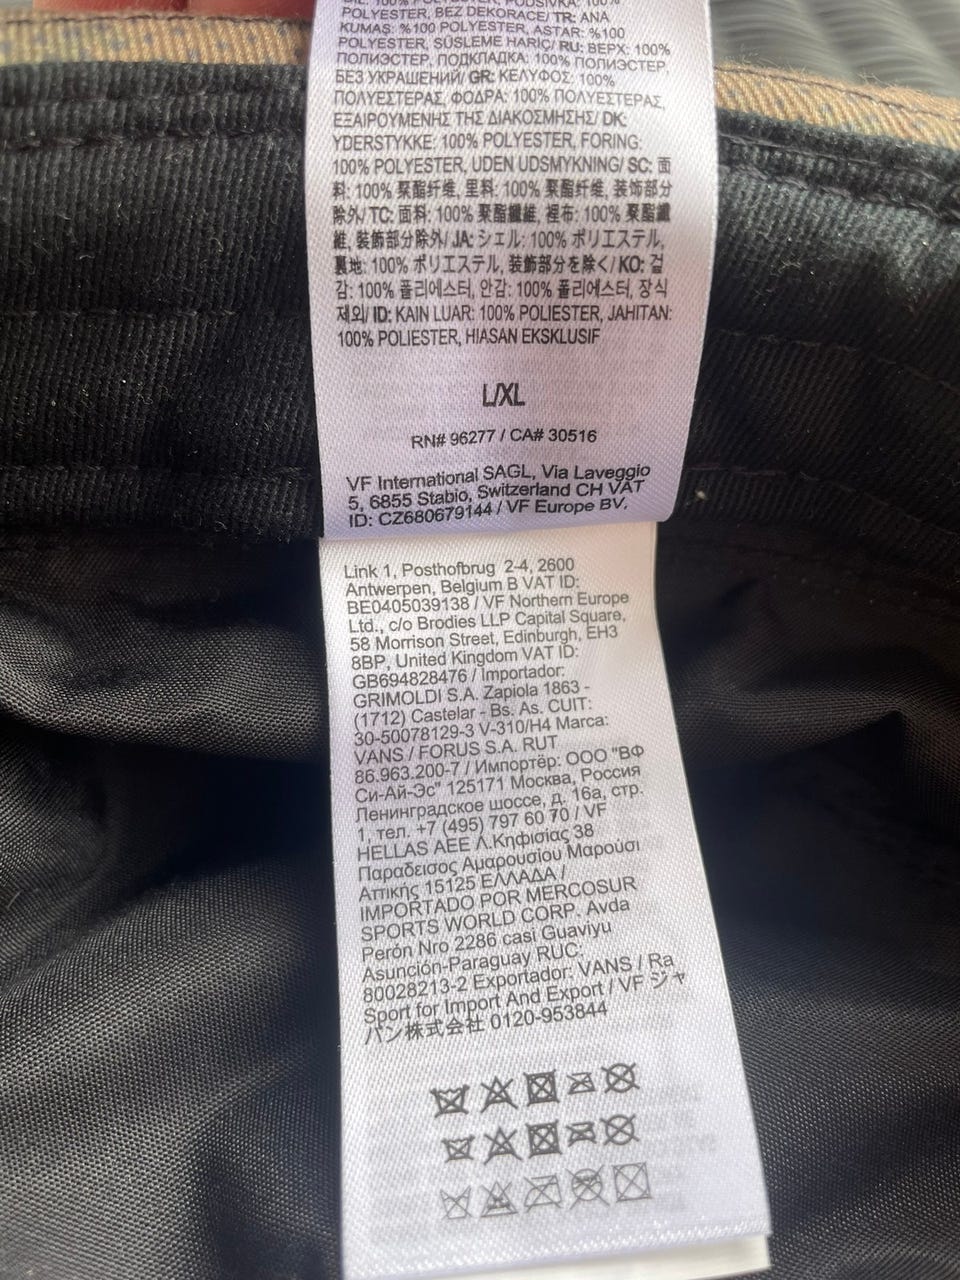 DIL: 100% POLYESTER, PODSIVKA: 100%
POLYESTER, BEZ DEKORACE/ TR: ANA
KUMAŞ: %100 POLYESTER, ASTAR: %100
POLYESTER, SÜSLEME HARİÇ/ RU: ВЕРХ: 100%
ПОЛИЭСТЕР, ПОДКЛАДКА: 100% ПОЛИЭСТЕР,
БЕЗ УКРАШЕНИЙ/ GR: ΚΕΛΥΦΟΣ: 100%
ΠΟΛΥΕΣΤΕΡΑΣ, ΦΟΔΡΑ: 100% ΠΟΛΥΕΣΤΕΡΑΣ,
ΕΞΑΙΡΟΥΜΕΝΗΣ ΤΗΣ ΔΙΑΚΟΣΜΗΣΗΣ/ DK:
YDERSTYKKE: 100% POLYESTER, FORING:
100% POLYESTER, UDEN UDSMYKNING/ SC: 面
料: 100% 聚酯纤维, 里料: 100% 聚酯纤维, 装饰部分
除外/ TC: 面料: 100% 聚酯纖維, 裡布: 100% 聚酯纖
維, 装飾部分除外/ JA: シェル: 100% ポリエステル,
裏地: 100% ポリエステル, 装飾部分を除く/ KO: 겉
감: 100% 폴리에스터, 안감: 100% 폴리에스터, 장식
제외/ ID: KAIN LUAR: 100% POLIESTER, JAHITAN:
100% POLIESTER, HIASAN EKSKLUSIF
L/XL
RN# 96277 / CA# 30516
VF International SAGL, Via Laveggio
5, 6855 Stabio, Switzerland CH VAT
ID: CZ680679144 / VF Europe BV.
Link 1, Posthofbrug 2-4, 2600
Antwerpen, Belgium B VAT ID:
BE0405039138 / VF Northern Europe
Ltd., c/o Brodies LLP Capital Square,
58 Morrison Street, Edinburgh, EH3
8BP, United Kingdom VAT ID:
GB694828476 / Importador:
GRIMOLDI S.A. Zapiola 1863 -
(1712) Castelar - Bs. As. CUIT:
30-50078129-3 V-310/H4 Marca:
VANS / FORUS S.A. RUT
86.963.200-7 / Импортёр: ООО "ВФ
Си-Ай-Эс" 125171 Москва, Россия
Ленинградское шоссе, д. 16а, стр.
1, тел. +7 (495) 797 60 70 / VF
HELLAS AEE Λ.Κηφισίας 38
Παραδεισος Αμαρουσίου Μαρούσι
Αττικής 15125 ΕΛΛΑΔΑ /
IMPORTADO POR MERCOSUR
SPORTS WORLD CORP. Avda
Perón Nro 2286 casi Guaviyu
Asunción-Paraguay RUC:
80028213-2 Exportador: VANS / Ra
Sport for Import And Export / VF ジャ
パン株式会社 0120-953844